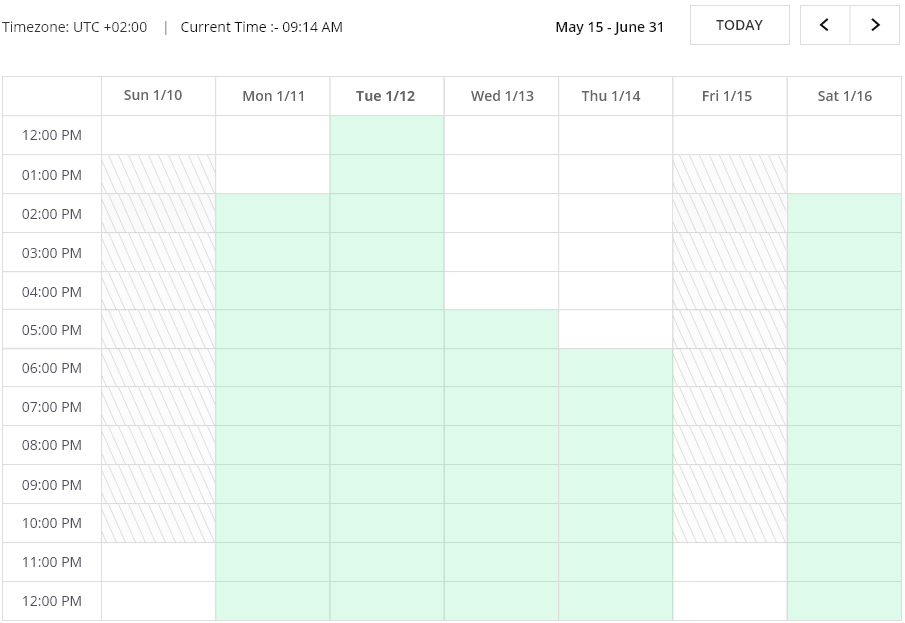 Timezone: UTC +02:00 | Current Time :- 09:14 AM May 15 - June 31 TODAY
Sun 1/10 Mon 1/11 Tue 1/12 Wed 1/13 Thu 1/14 Fri 1/15 Sat 1/16
12:00 PM
01:00 PM
02:00 PM
03:00 PM
04:00 PM
05:00 PM
06:00 PM
07:00 PM
08:00 PM
09:00 PM
10:00 PM
11:00 PM
12:00 PM